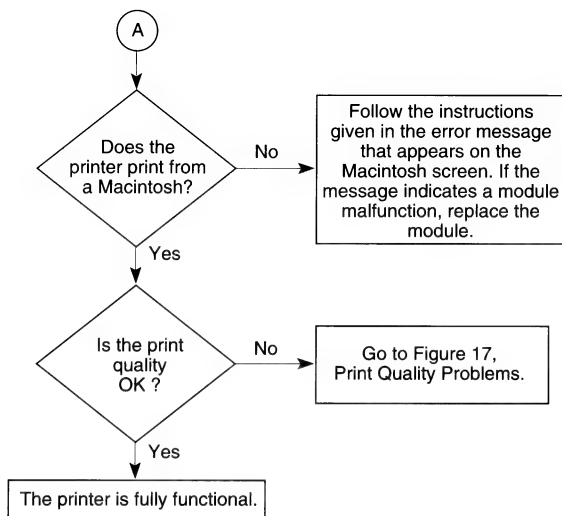 A
Does the
printer print from
a Macintosh?
No
Follow the instructions
given in the error message
that appears on the
Macintosh screen. If the
message indicates a module
malfunction, replace the
module.
Yes
Is the print
quality
OK ?
No
Go to Figure 17,
Print Quality Problems.
Yes
The printer is fully functional.